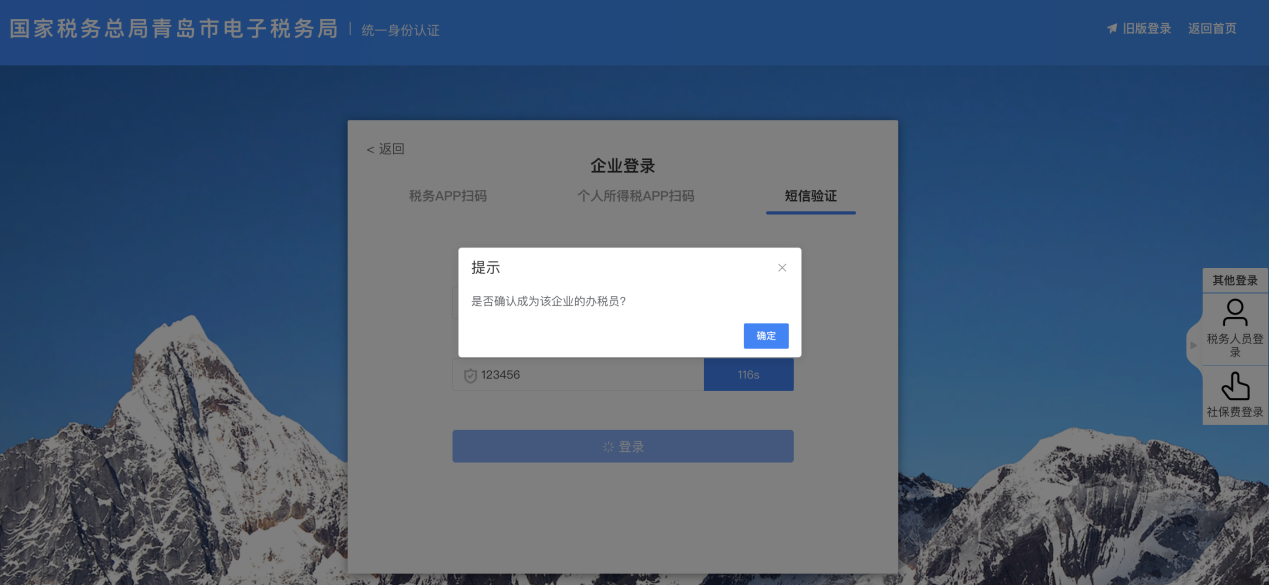 国家税务总局青岛市电子税务局 | 统一身份认证
旧版登录 返回首页
< 返回
企业登录
税务APP扫码 个人所得税APP扫码 短信验证
提示
是否确认成为该企业的办税员?
确定
123456 116s
登录
其他登录
税务人员登
录
社保费登录